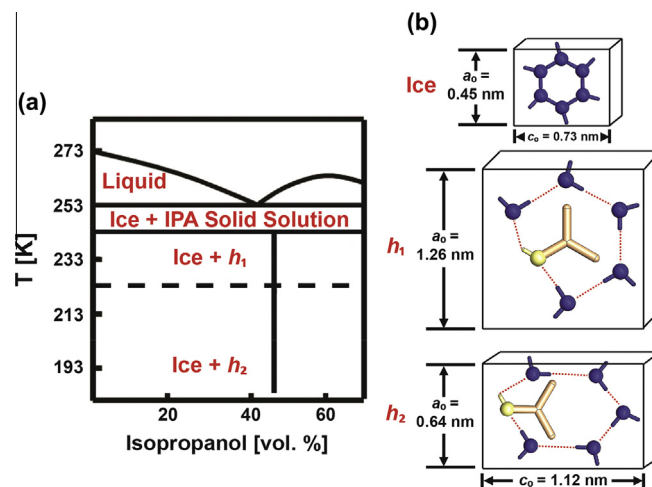 (a)
T [K]
273
253
233
213
193
Liquid
Ice + IPA Solid Solution
Ice + h₁
Ice + h₂
20
40
60
Isopropanol [vol. %]
(b)
Ice
aₒ =
0.45 nm
cₒ = 0.73 nm
h₁
aₒ =
1.26 nm
h₂
aₒ =
0.64 nm
cₒ = 1.12 nm